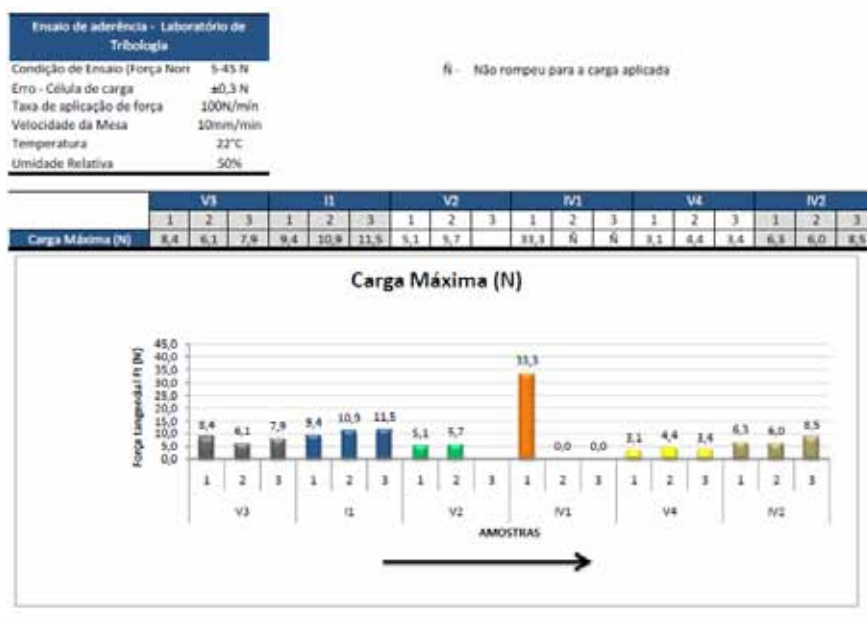 Ensaio de aderência - Laboratório de
Tribologia
Condição de Ensaio (Força Norr 5-45 N
Erro - Célula de carga ±0,3 N
Taxa de aplicação de força 100N/min
Velocidade da Mesa 10mm/min
Temperatura 22°C
Umidade Relativa 50%
Ñ - Não rompeu para a carga aplicada
V3 I1 V2 IV1 V4 IV2
1 2 3 1 2 3 1 2 3 1 2 3 1 2 3 1 2 3
Carga Máxima (N) 8,4 6,1 7,9 9,4 10,9 11,5 5,1 5,7 33,3 Ñ Ñ 3,1 4,4 3,4 6,3 6,0 8,5
Carga Máxima (N)
Força tangencial Ft (N)
45,0
40,0
35,0
30,0
25,0
20,0
15,0
10,0
5,0
0,0
8,4 6,1 7,9 9,4 10,9 11,5 5,1 5,7 33,3 0,0 0,0 3,1 4,4 3,4 6,3 6,0 8,5
1 2 3 1 2 3 1 2 3 1 2 3 1 2 3 1 2 3
V3 I1 V2 IV1 V4 IV2
AMOSTRAS